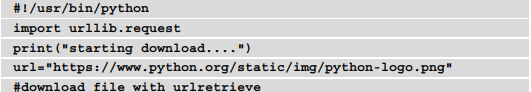 #!/usr/bin/python
import urllib.request
print("starting download....")
url="https://www.python.org/static/img/python-logo.png"
#download file with urlretrieve